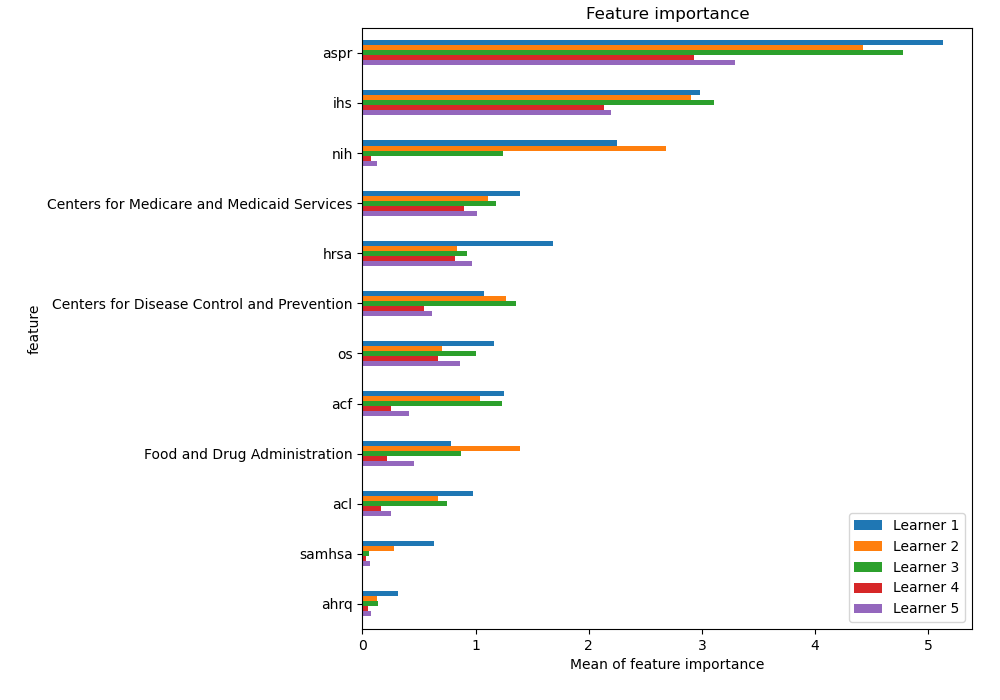 Feature importance
aspr
ihs
nih
Centers for Medicare and Medicaid Services
hrsa
Centers for Disease Control and Prevention
os
acf
Food and Drug Administration
acl
samhsa
ahrq
feature
Learner 1
Learner 2
Learner 3
Learner 4
Learner 5
0 1 2 3 4 5
Mean of feature importance